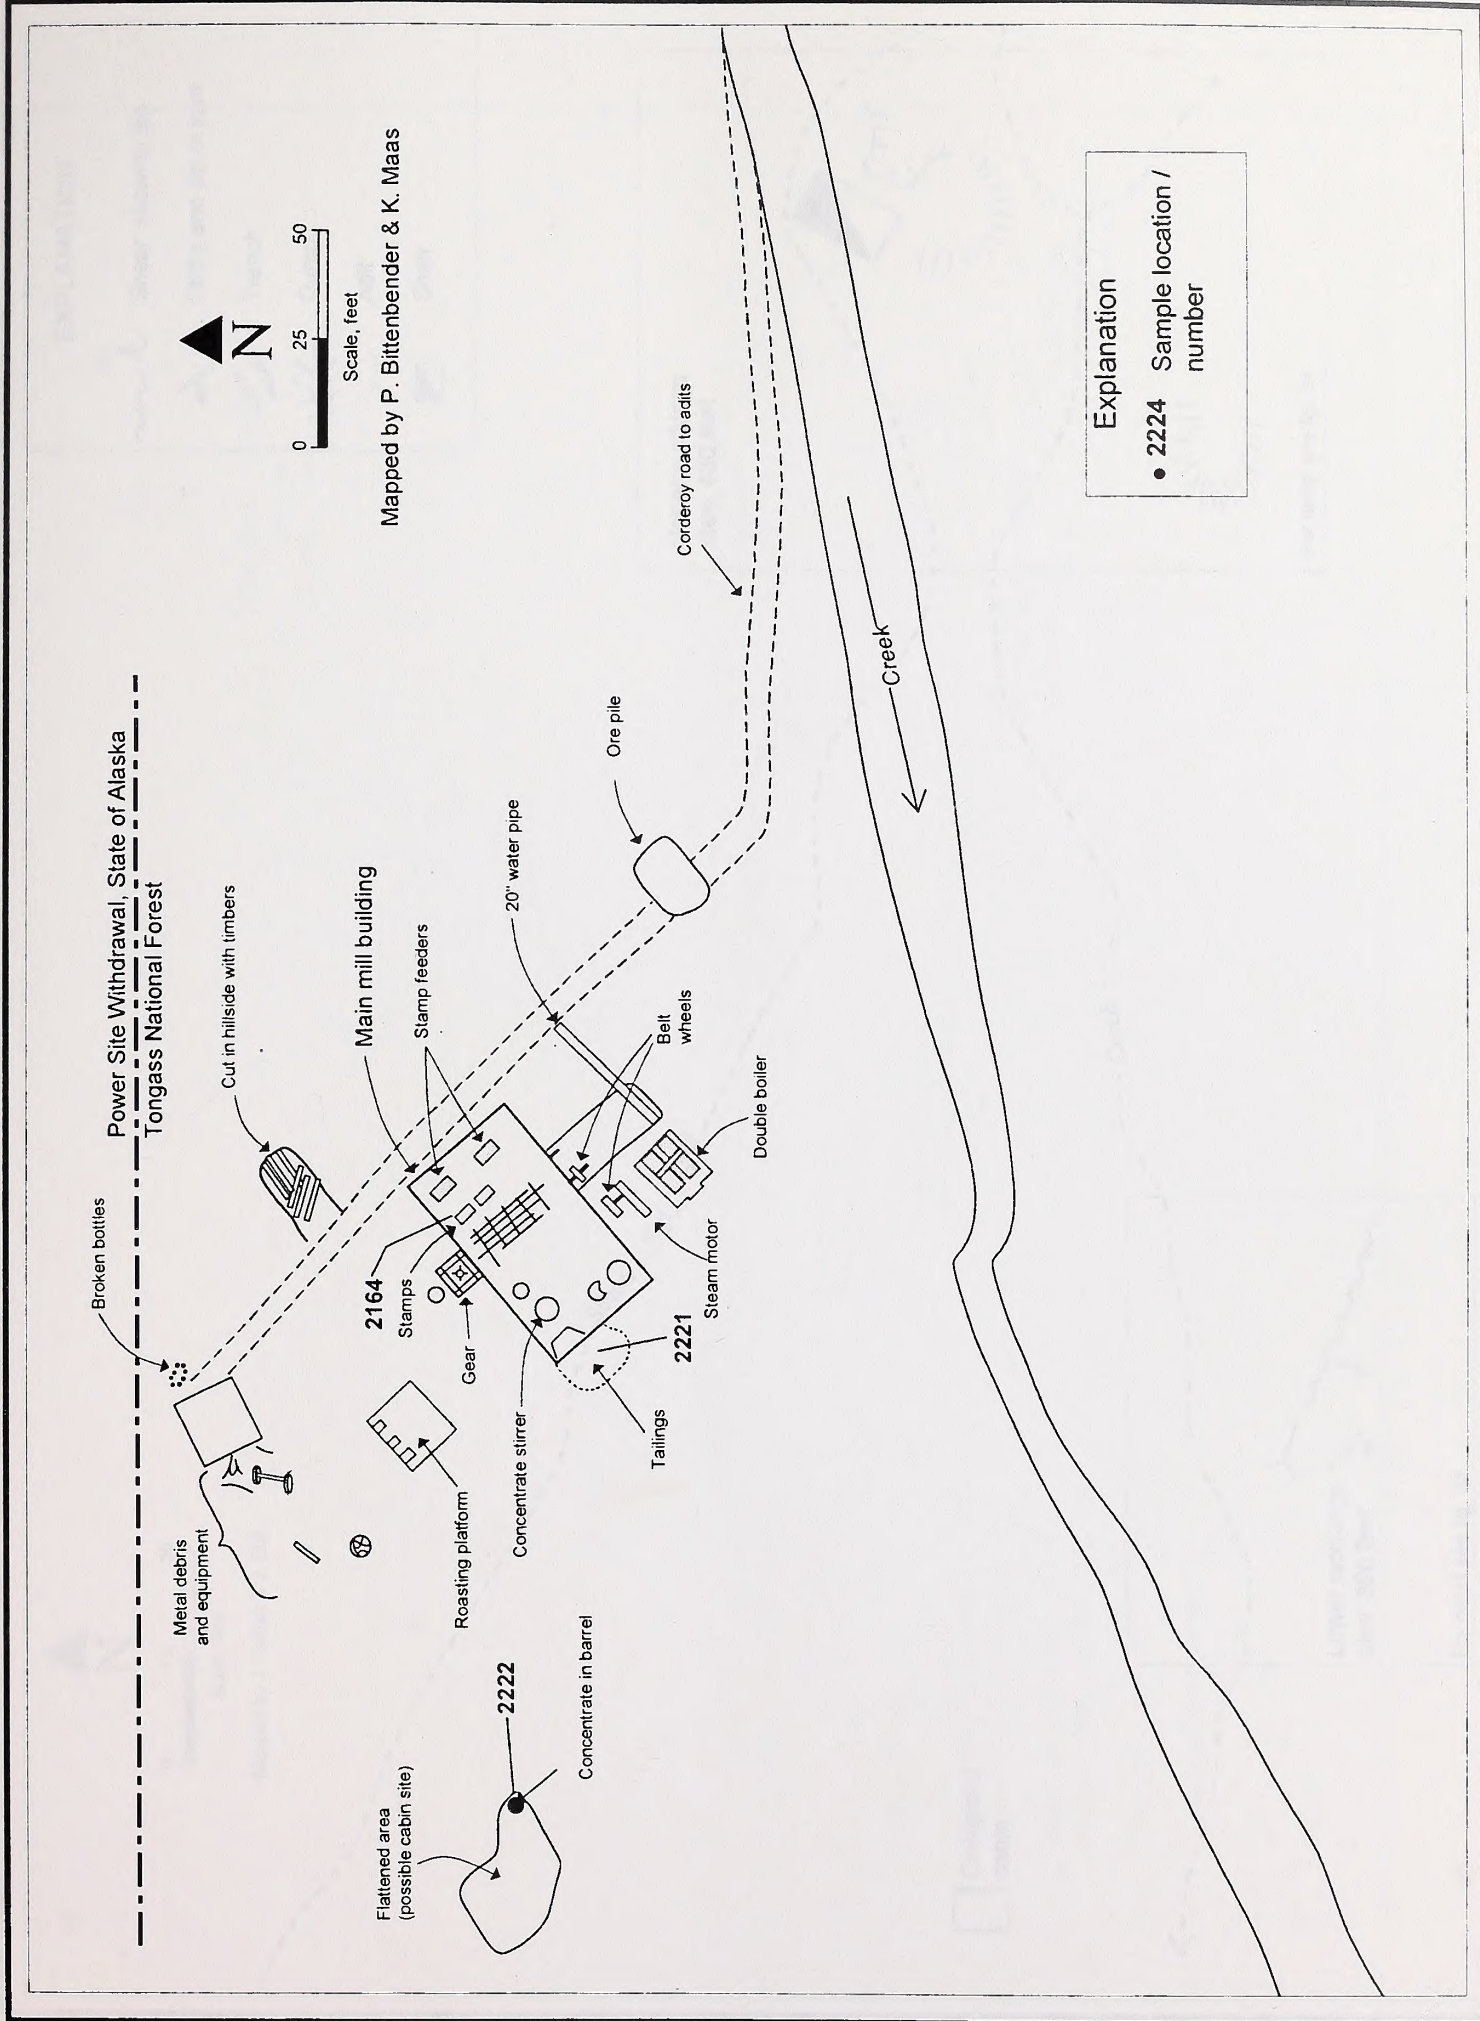 Power Site Withdrawal, State of Alaska
Tongass National Forest
N
0 25 50
Scale, feet
Mapped by P. Bittenbender & K. Maas
Broken bottles
Cut in hillside with timbers
Metal debris
and equipment
Main mill building
Stamp feeders
2164
Stamps
Gear
20" water pipe
Ore pile
Corderoy road to adits
Flattened area
(possible cabin site)
2222
Concentrate in barrel
Roasting platform
Concentrate stirrer
Tailings
2221
Steam motor
Belt
wheels
Double boiler
Creek
Explanation
• 2224 Sample location /
number